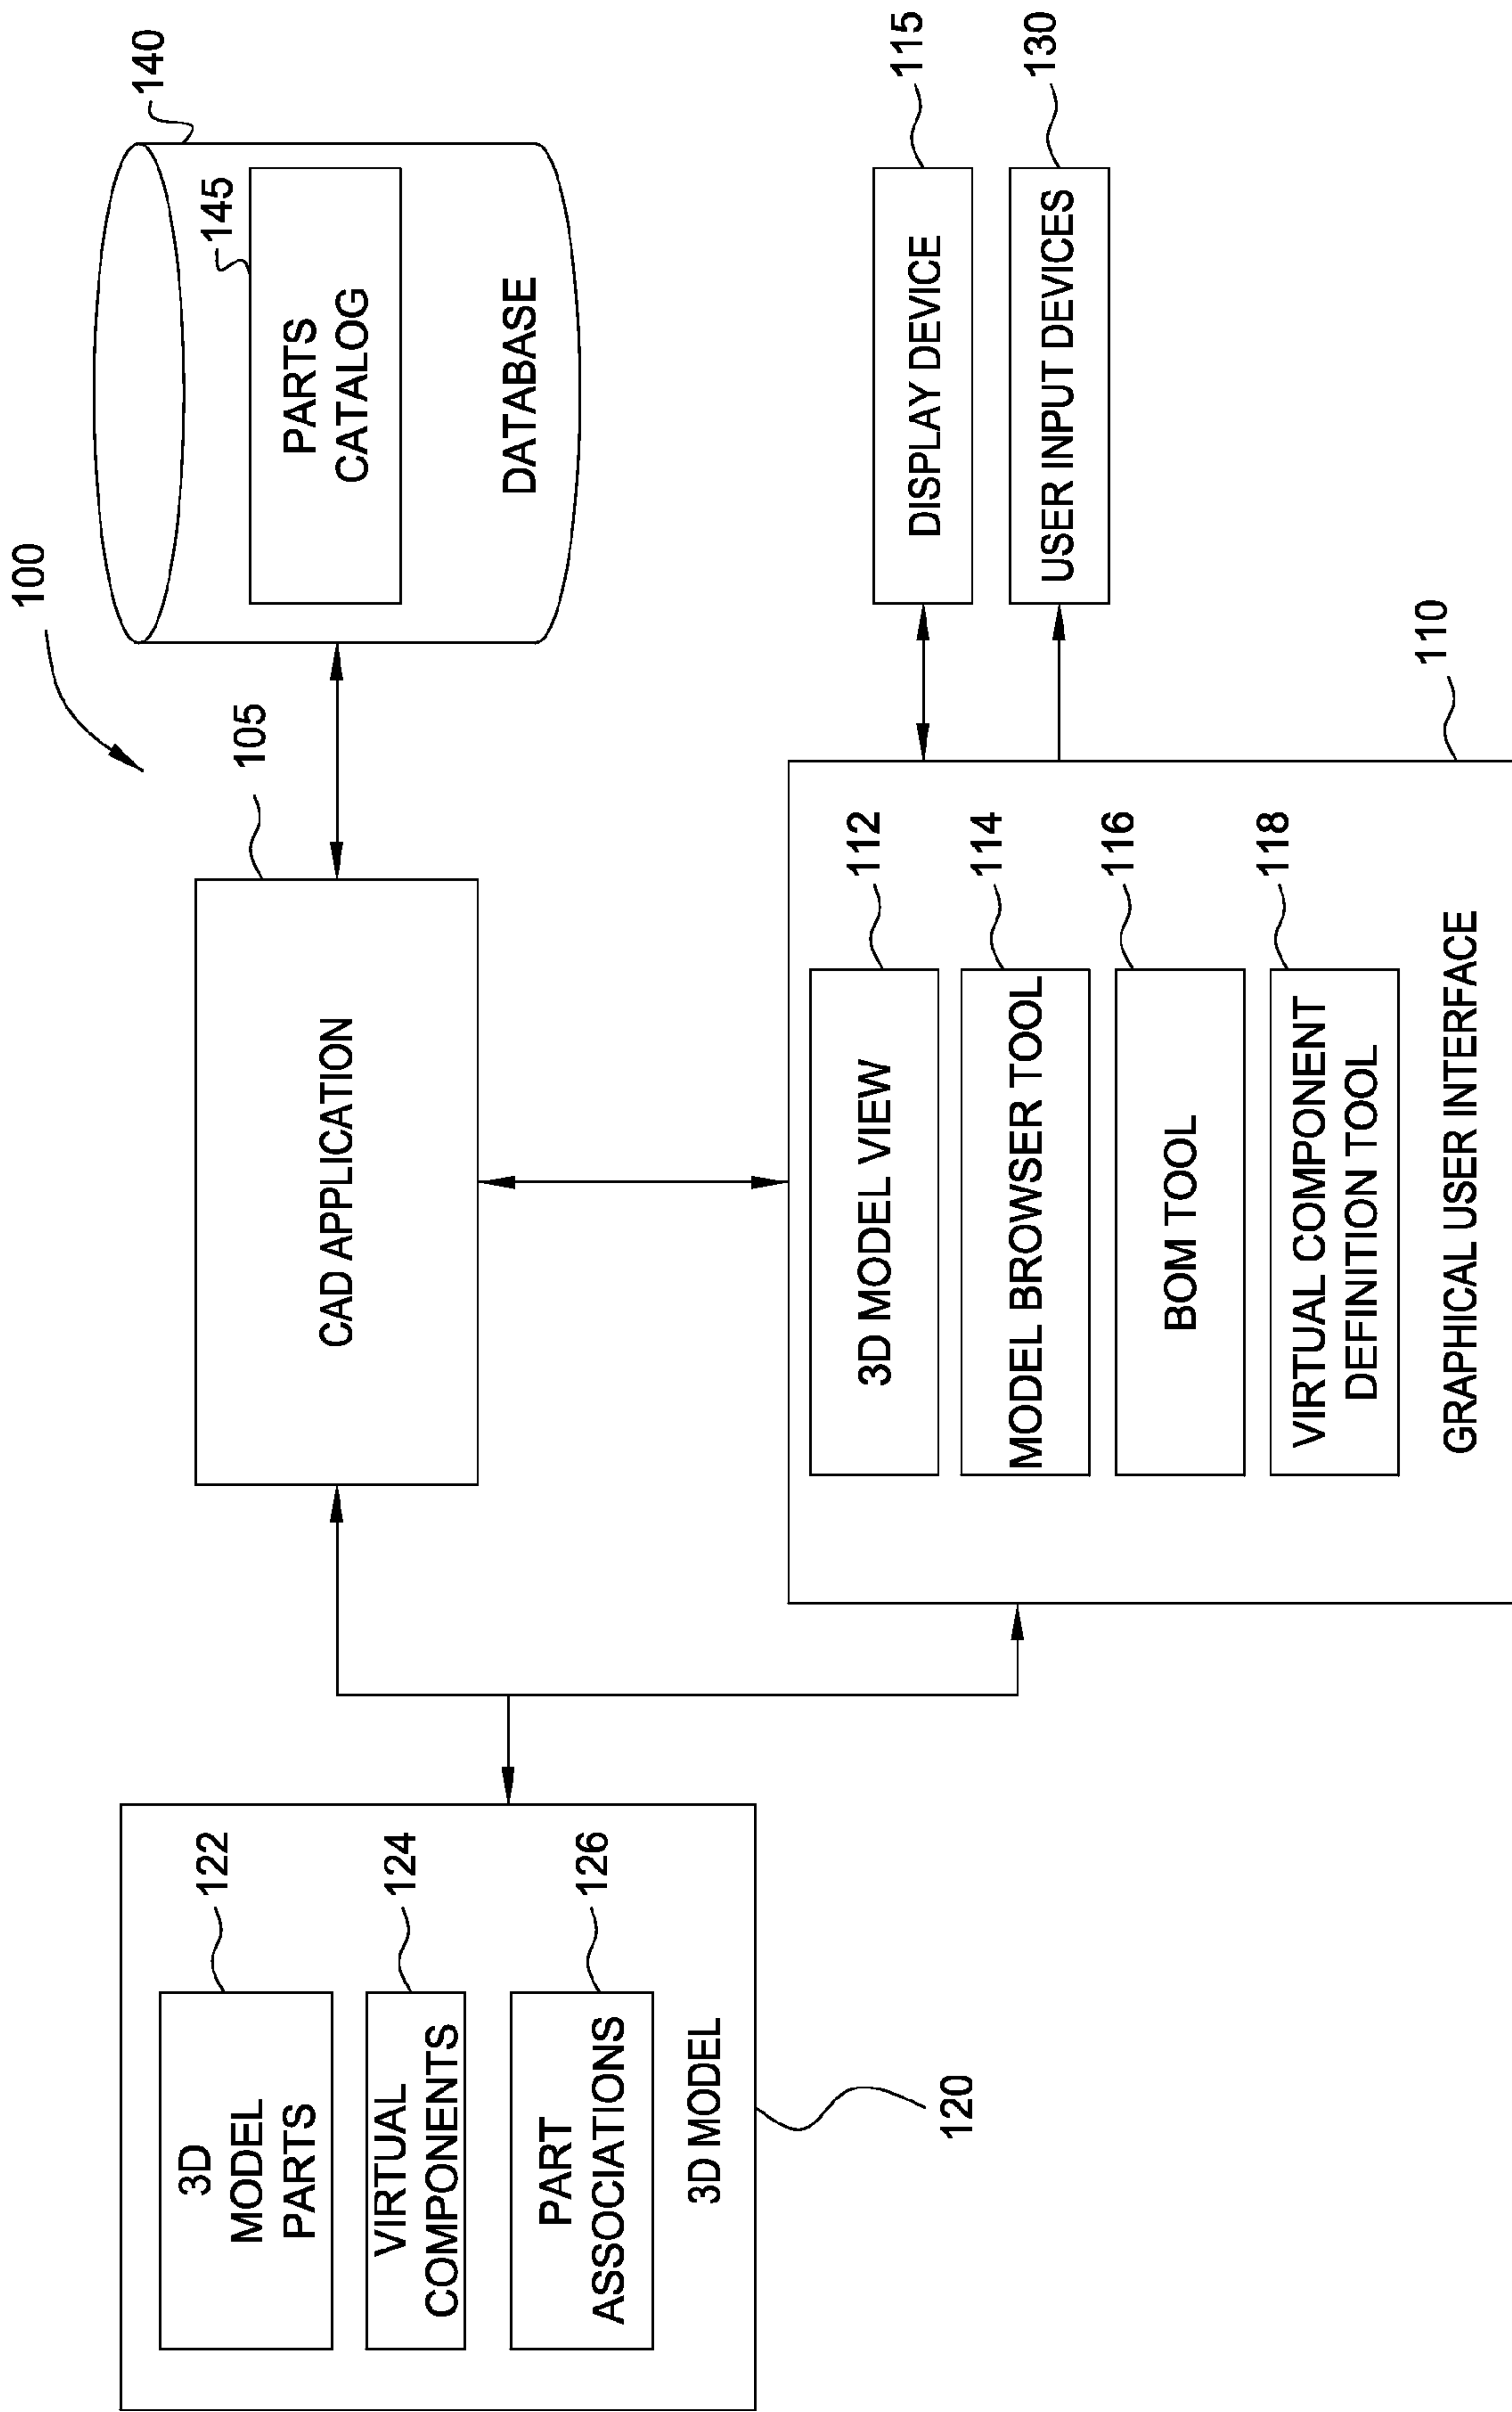 100
122
3D
MODEL
PARTS
124
VIRTUAL
COMPONENTS
126
PART
ASSOCIATIONS
3D MODEL
120
105
CAD APPLICATION
140
145
PARTS
CATALOG
DATABASE
112
3D MODEL VIEW
114
MODEL BROWSER TOOL
116
BOM TOOL
118
VIRTUAL COMPONENT
DEFINITION TOOL
GRAPHICAL USER INTERFACE
110
DISPLAY DEVICE
115
USER INPUT DEVICES
130